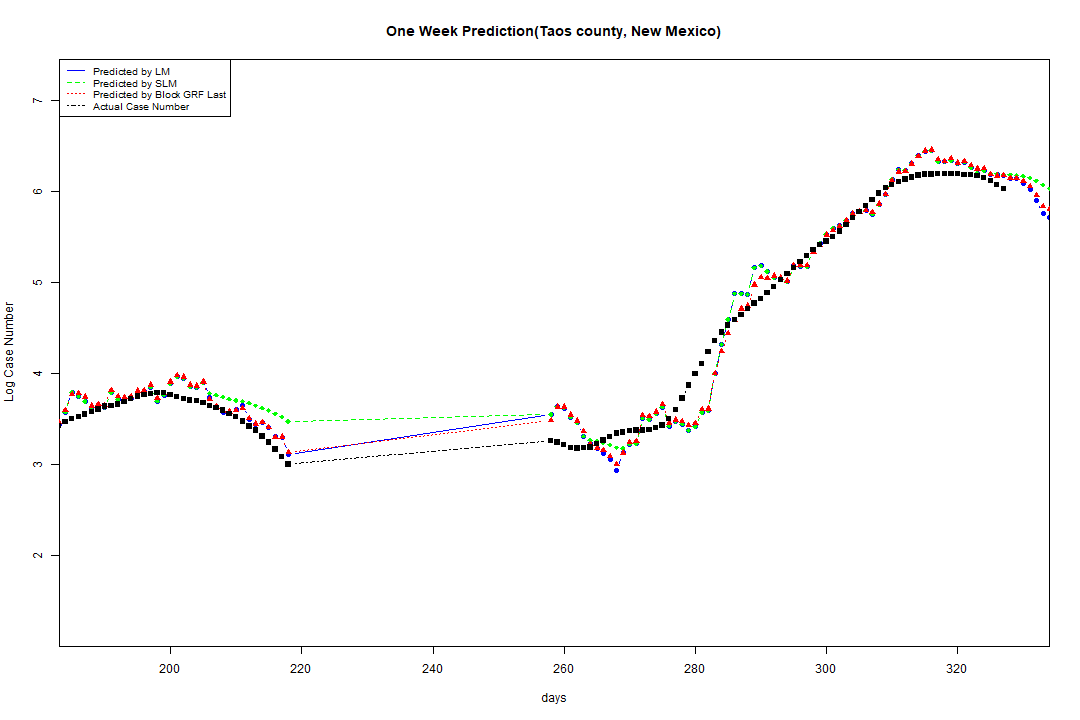 One Week Prediction(Taos county, New Mexico)
Predicted by LM
Predicted by SLM
Predicted by Block GRF Last
Actual Case Number
7
6
5
4
3
2
Log Case Number
200 220 240 260 280 300 320
days